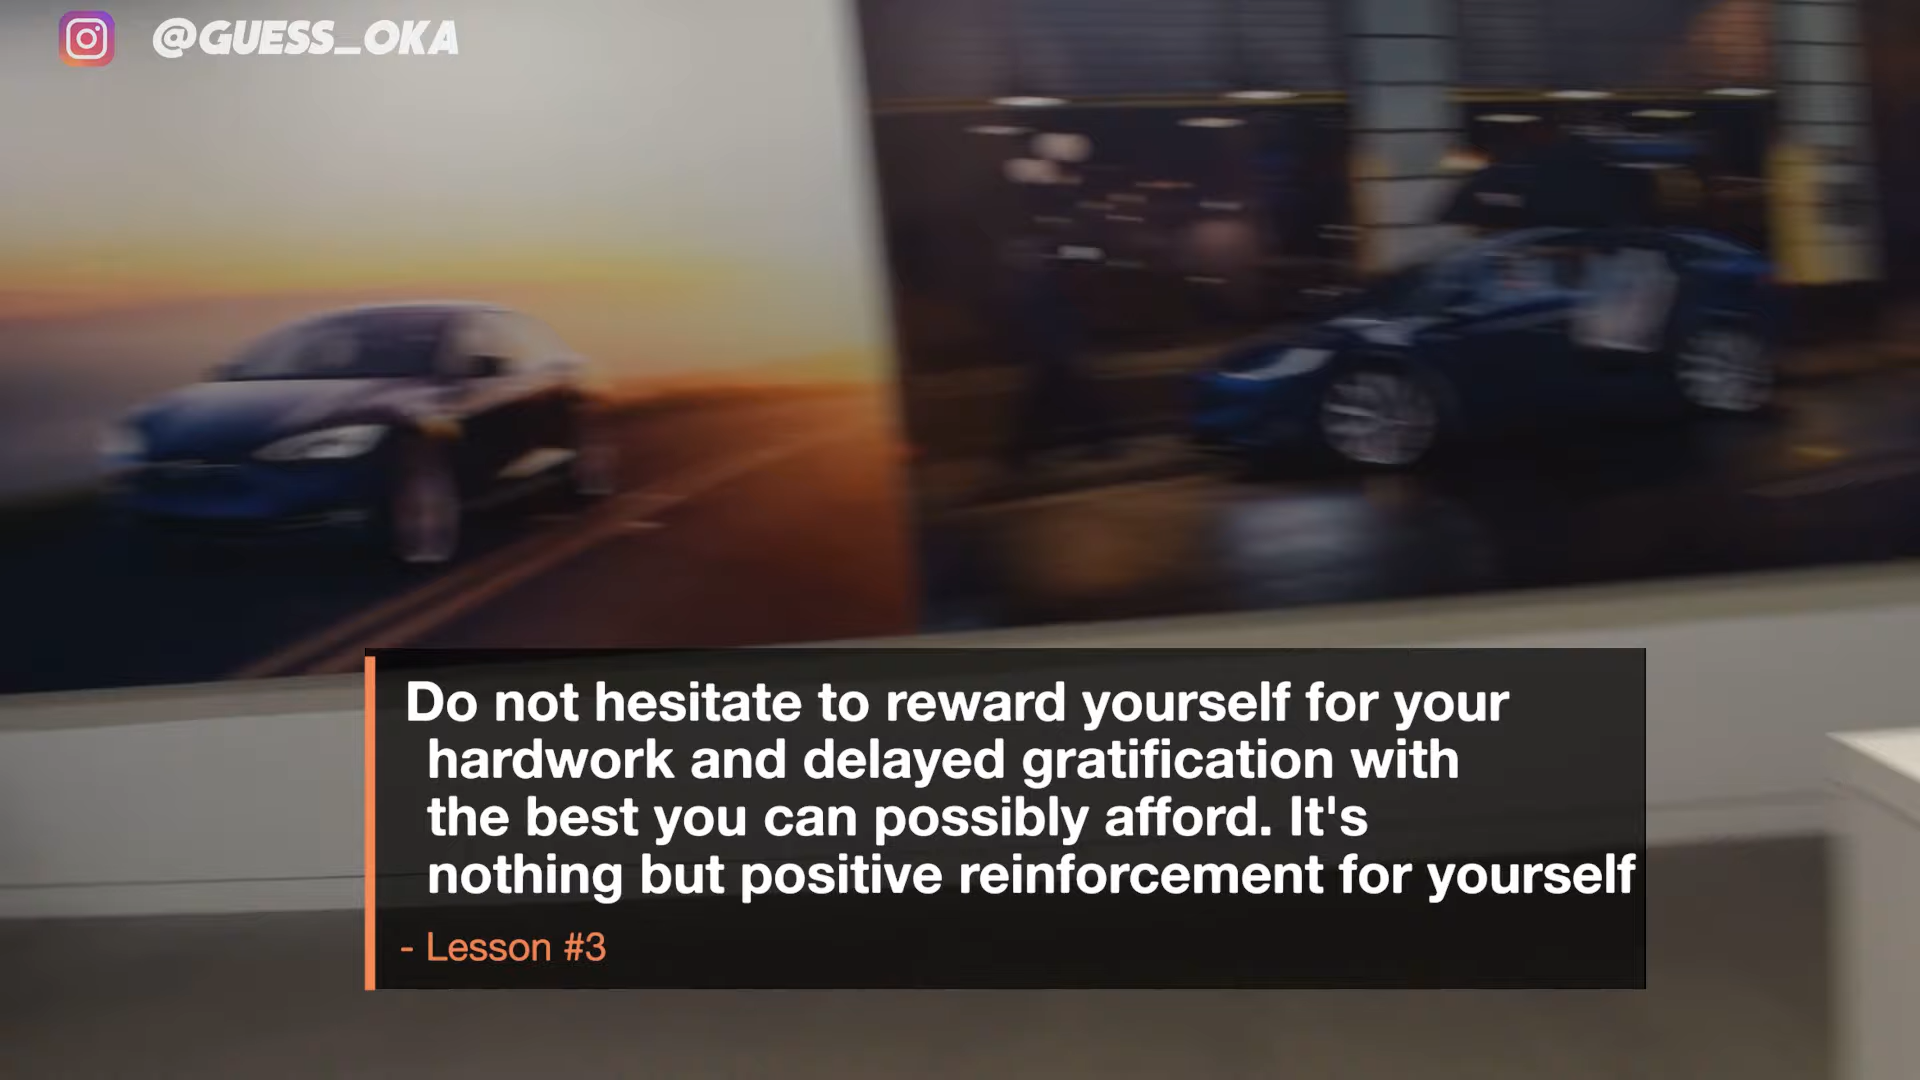 @GUESS_OKA
Do not hesitate to reward yourself for your
hardwork and delayed gratification with
the best you can possibly afford. It's
nothing but positive reinforcement for yourself
- Lesson #3